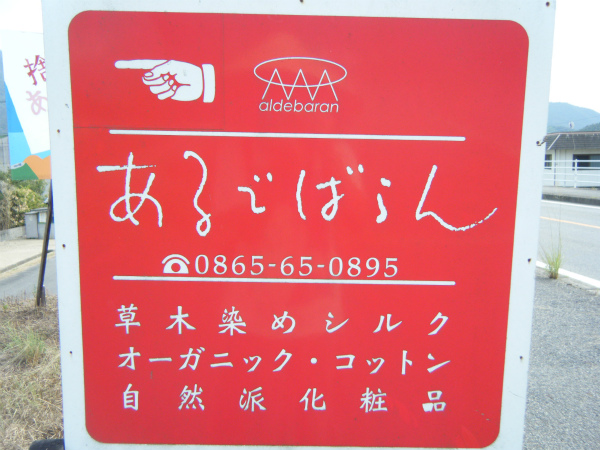 aldebaran
あるでばらん
☎0865-65-0895
草木染めシルク
オーガニック・コットン
自然派化粧品